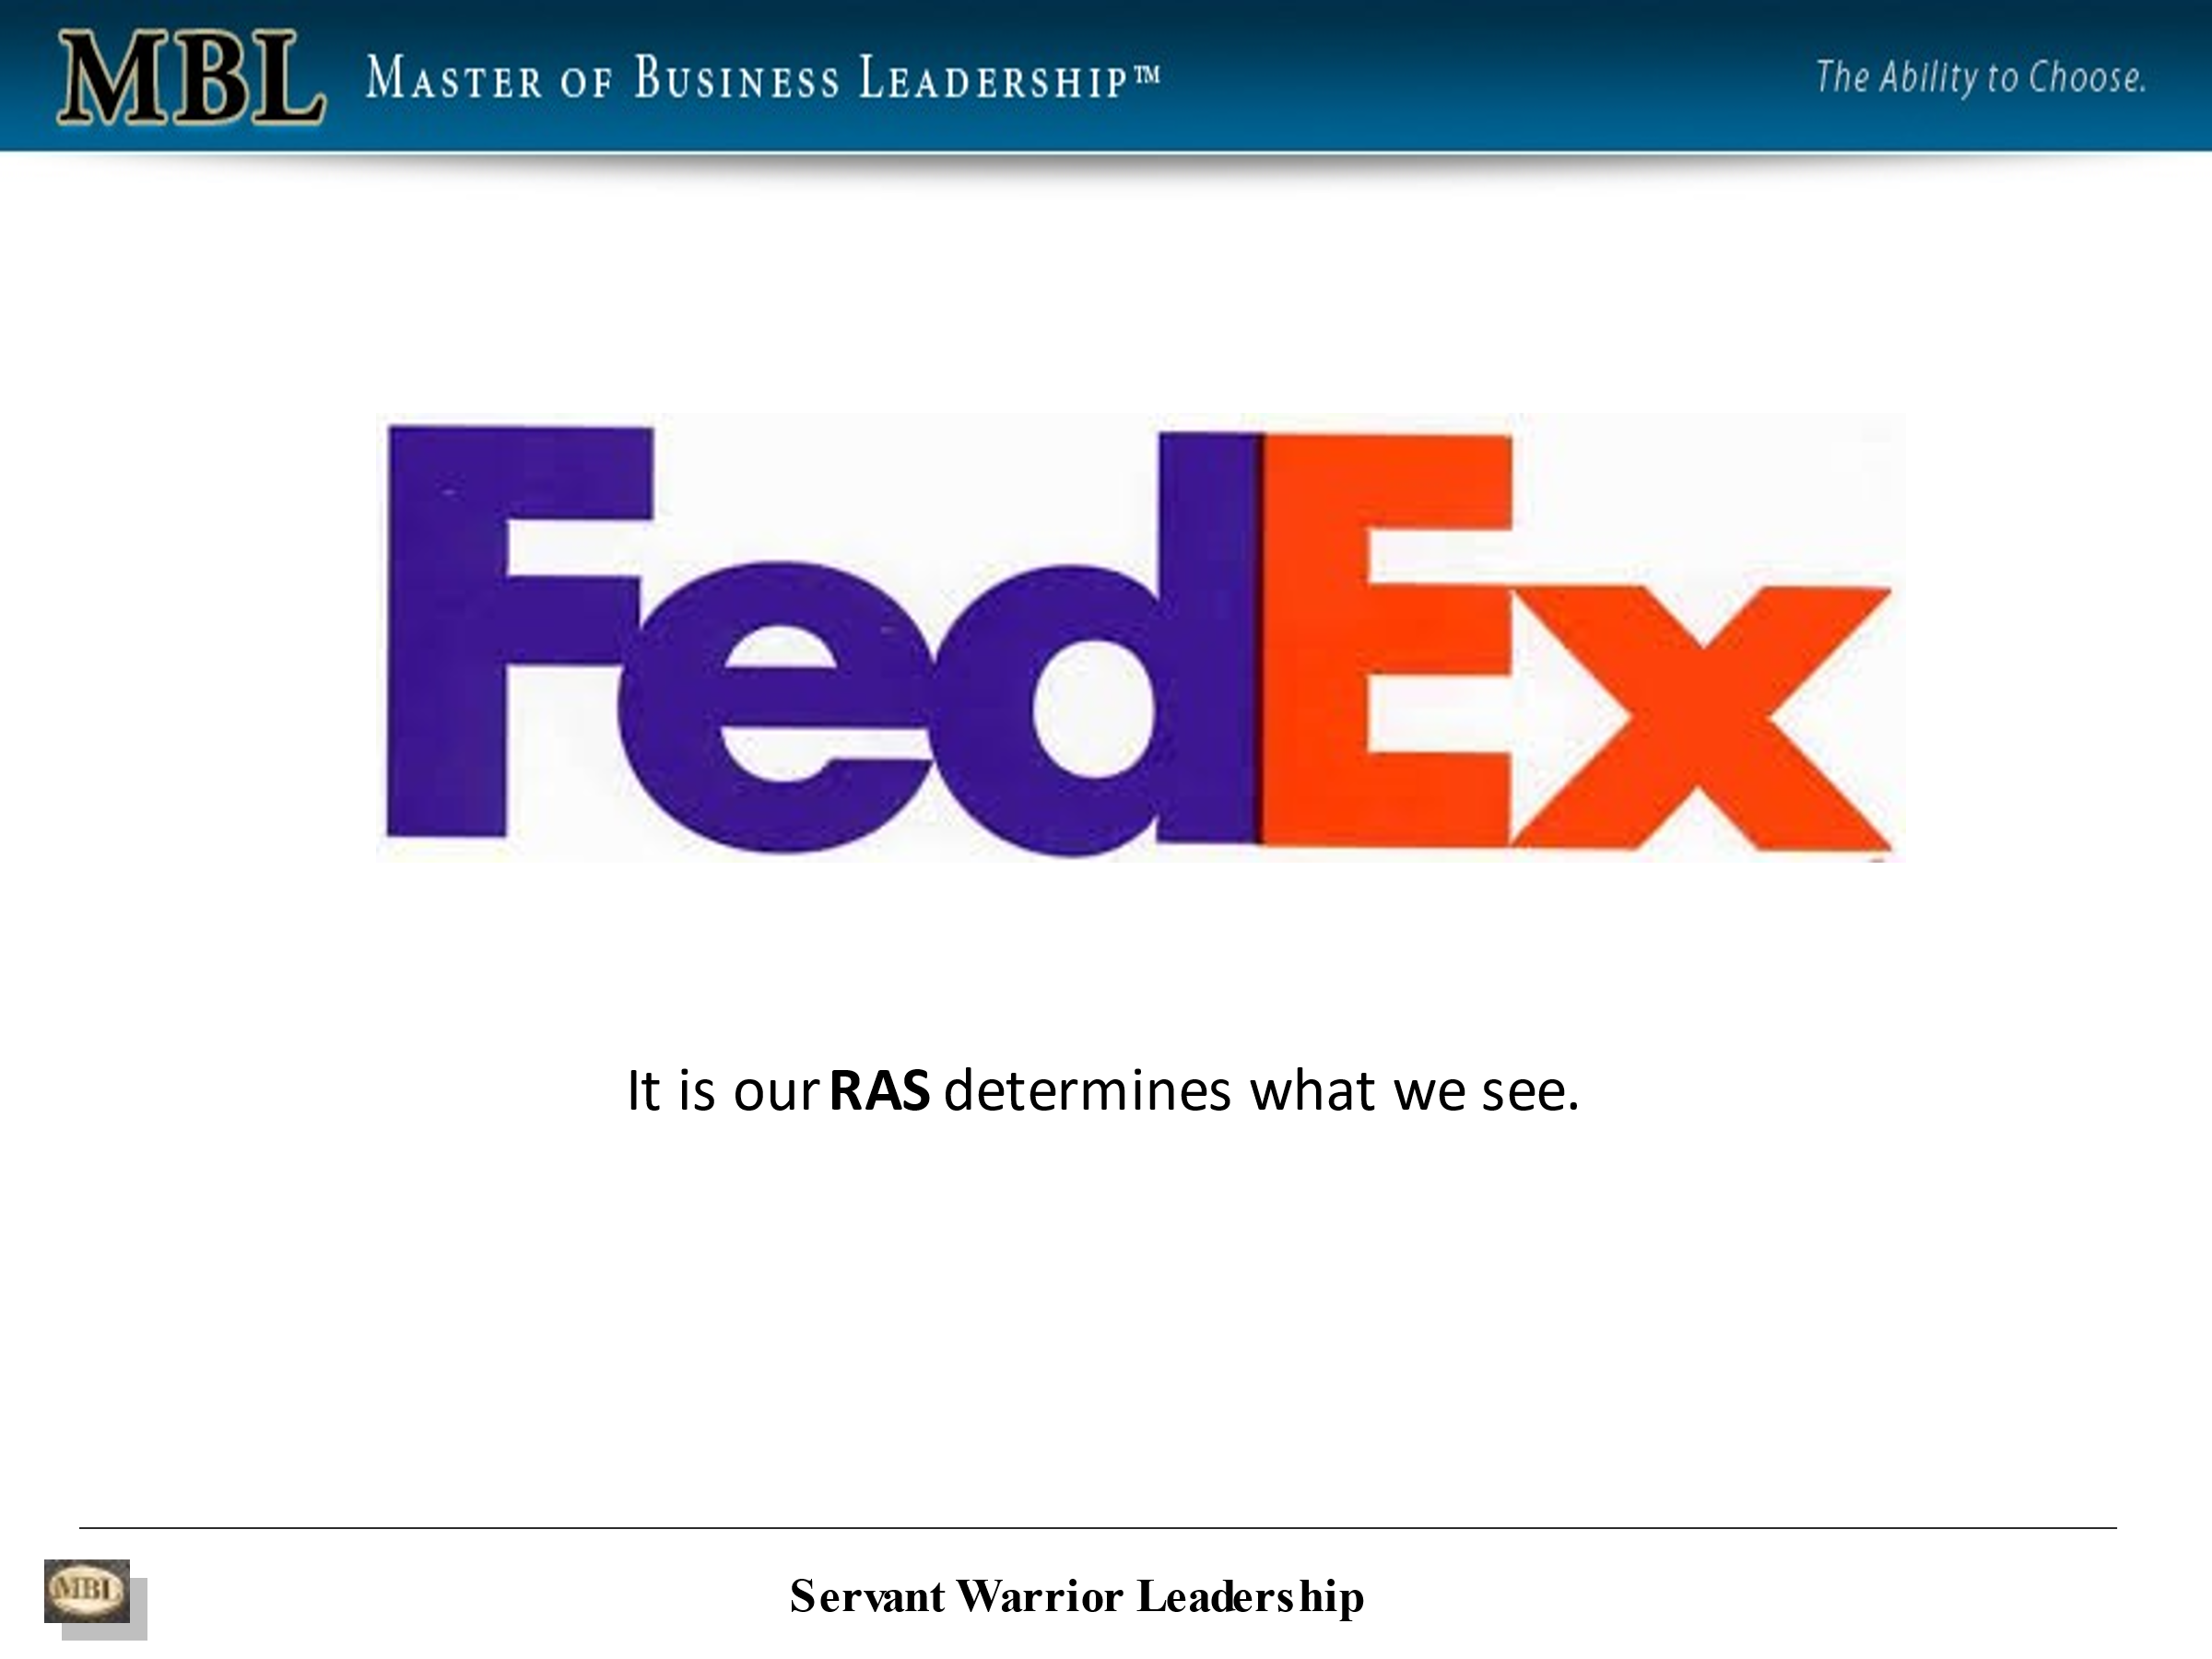 MBL MASTER OF BUSINESS LEADERSHIP™ The Ability to Choose.
FedEx
It is our RAS determines what we see.
MBL Servant Warrior Leadership